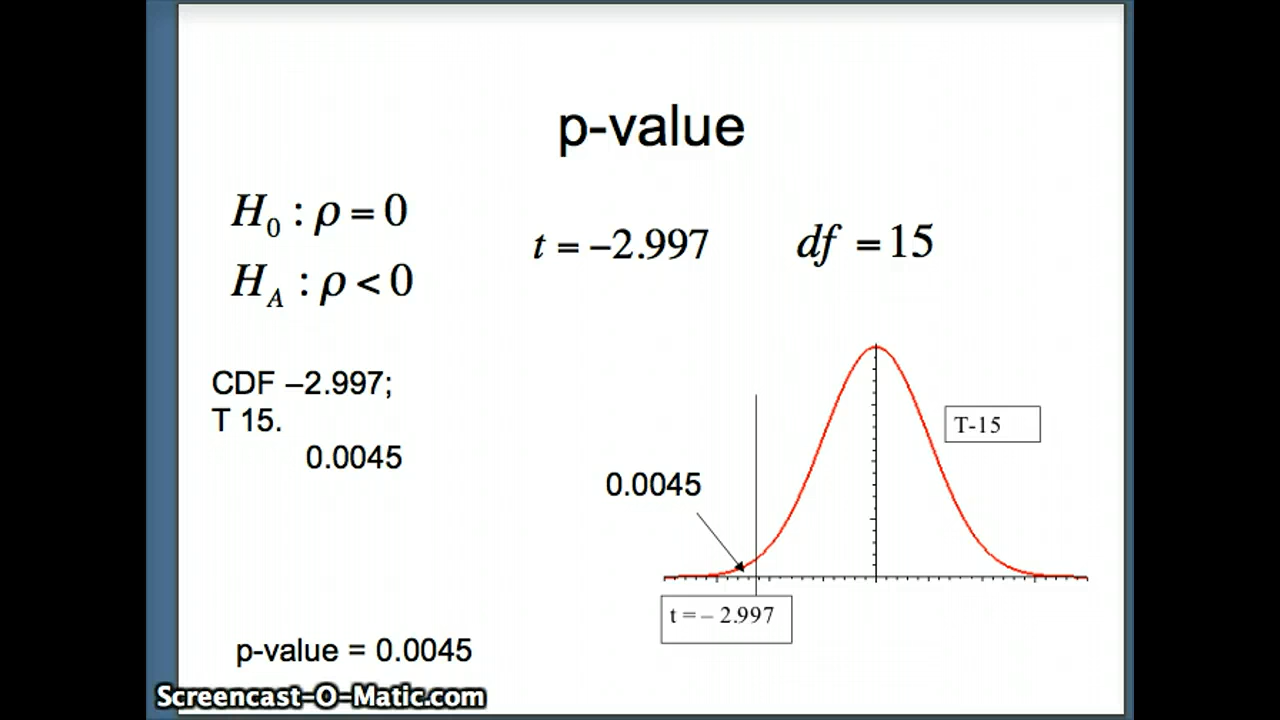 p-value
H₀ : ρ = 0
t = −2.997
df = 15
H_A : ρ < 0
CDF –2.997;
T 15.
0.0045
T-15
0.0045
t = – 2.997
p-value = 0.0045
Screencast-O-Matic.com